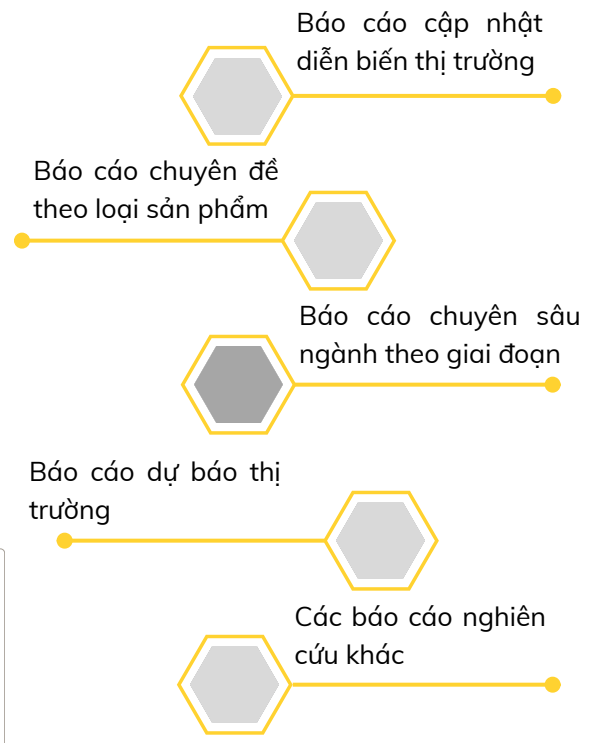 Báo cáo cập nhật
diễn biến thị trường
Báo cáo chuyên đề
theo loại sản phẩm
Báo cáo chuyên sâu
ngành theo giai đoạn
Báo cáo dự báo thị
trường
Các báo cáo nghiên
cứu khác